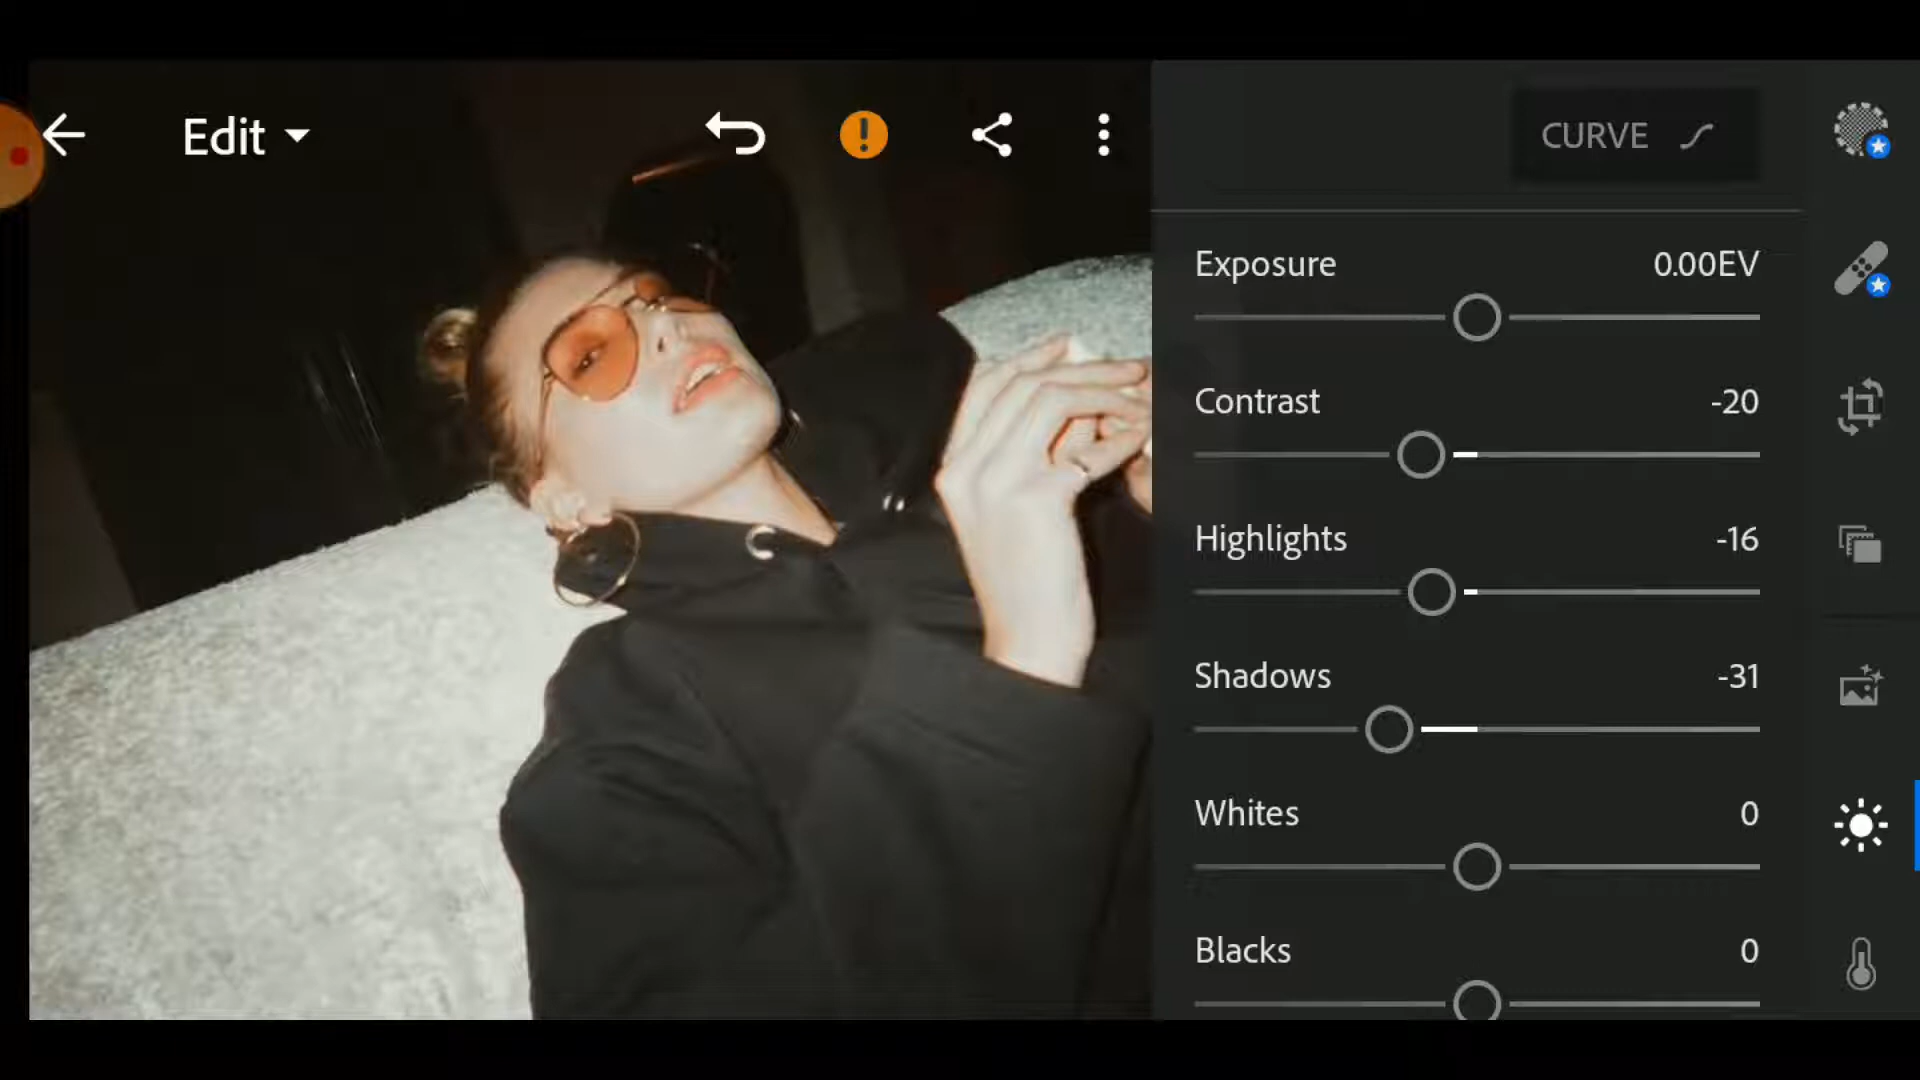 Edit
CURVE
Exposure 0.00EV
Contrast -20
Highlights -16
Shadows -31
Whites 0
Blacks 0